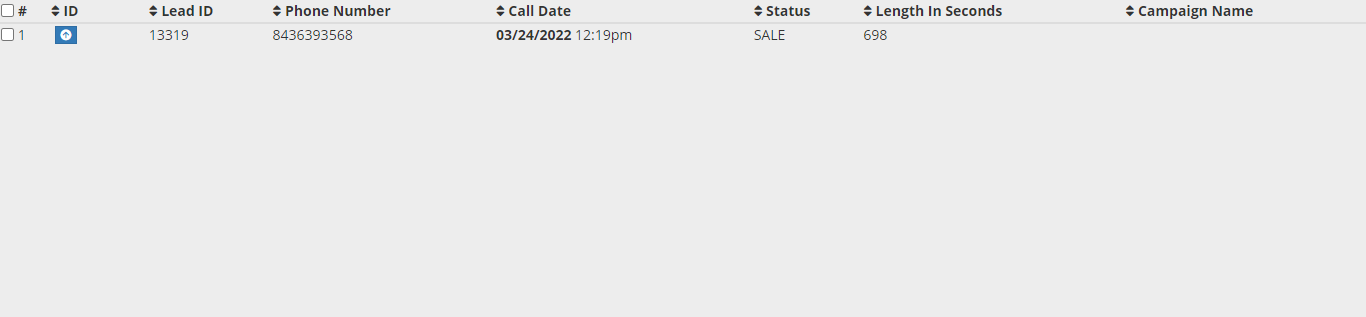 # ID Lead ID Phone Number Call Date Status Length In Seconds Campaign Name
1 13319 8436393568 03/24/2022 12:19pm SALE 698